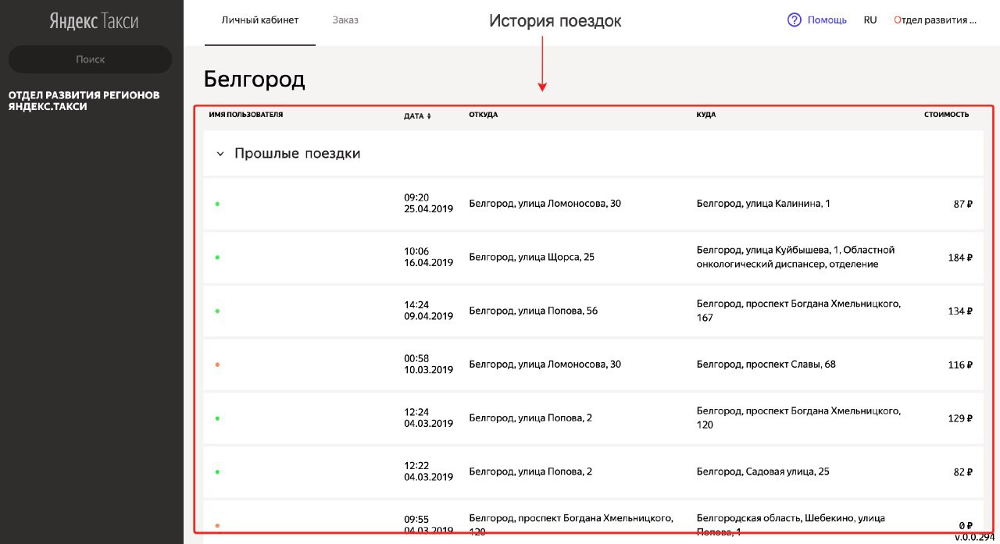 Яндекс Такси
Поиск
ОТДЕЛ РАЗВИТИЯ РЕГИОНОВ
ЯНДЕКС.ТАКСИ
Личный кабинет
Заказ
История поездок
Помощь
RU
Отдел развития ...
Белгород
ИМЯ ПОЛЬЗОВАТЕЛЯ
ДАТА
ОТКУДА
КУДА
СТОИМОСТЬ
Прошлые поездки
09:20
25.04.2019
Белгород, улица Ломоносова, 30
Белгород, улица Калинина, 1
87 ₽
10:06
16.04.2019
Белгород, улица Щорса, 25
Белгород, улица Куйбышева, 1, Областной
онкологический диспансер, отделение
184 ₽
14:24
09.04.2019
Белгород, улица Попова, 56
Белгород, проспект Богдана Хмельницкого,
167
134 ₽
00:58
10.03.2019
Белгород, улица Ломоносова, 30
Белгород, проспект Славы, 68
116 ₽
12:24
04.03.2019
Белгород, улица Попова, 2
Белгород, проспект Богдана Хмельницкого,
120
129 ₽
12:22
04.03.2019
Белгород, улица Попова, 2
Белгород, Садовая улица, 25
82 ₽
09:55
04.03.2019
Белгород, проспект Богдана Хмельницкого,
120
Белгородская область, Шебекино, улица
Попова, 1
0 ₽
v.0.0.294